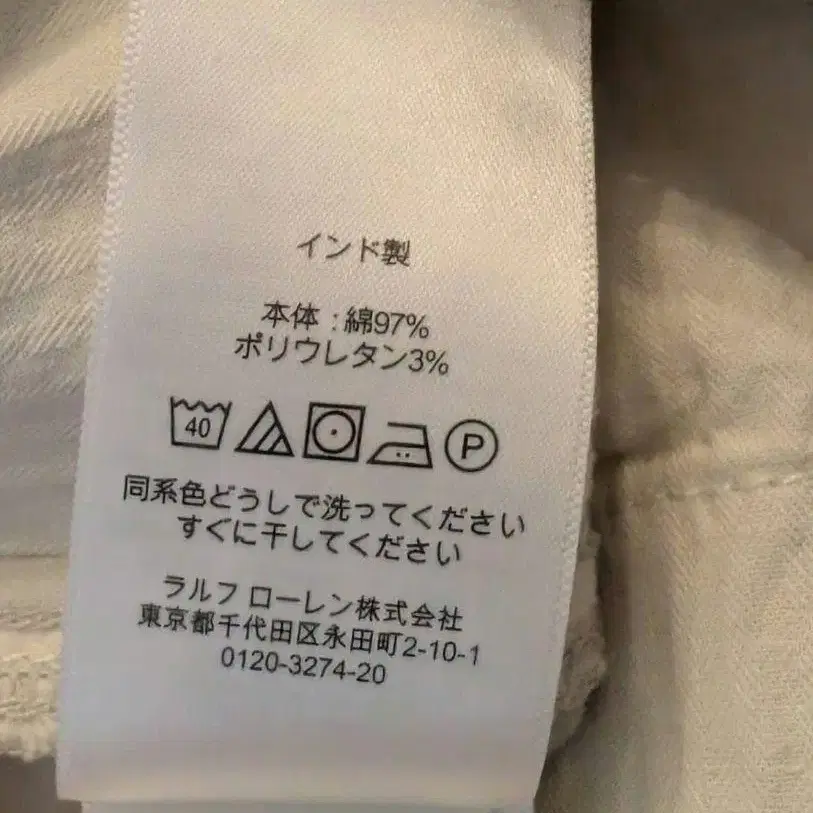 インド製
本体:綿97%
ポリウレタン3%
40 P
同系色どうしで洗ってください
すぐに干してください
ラルフ ローレン株式会社
東京都千代田区永田町2-10-1
0120-3274-20